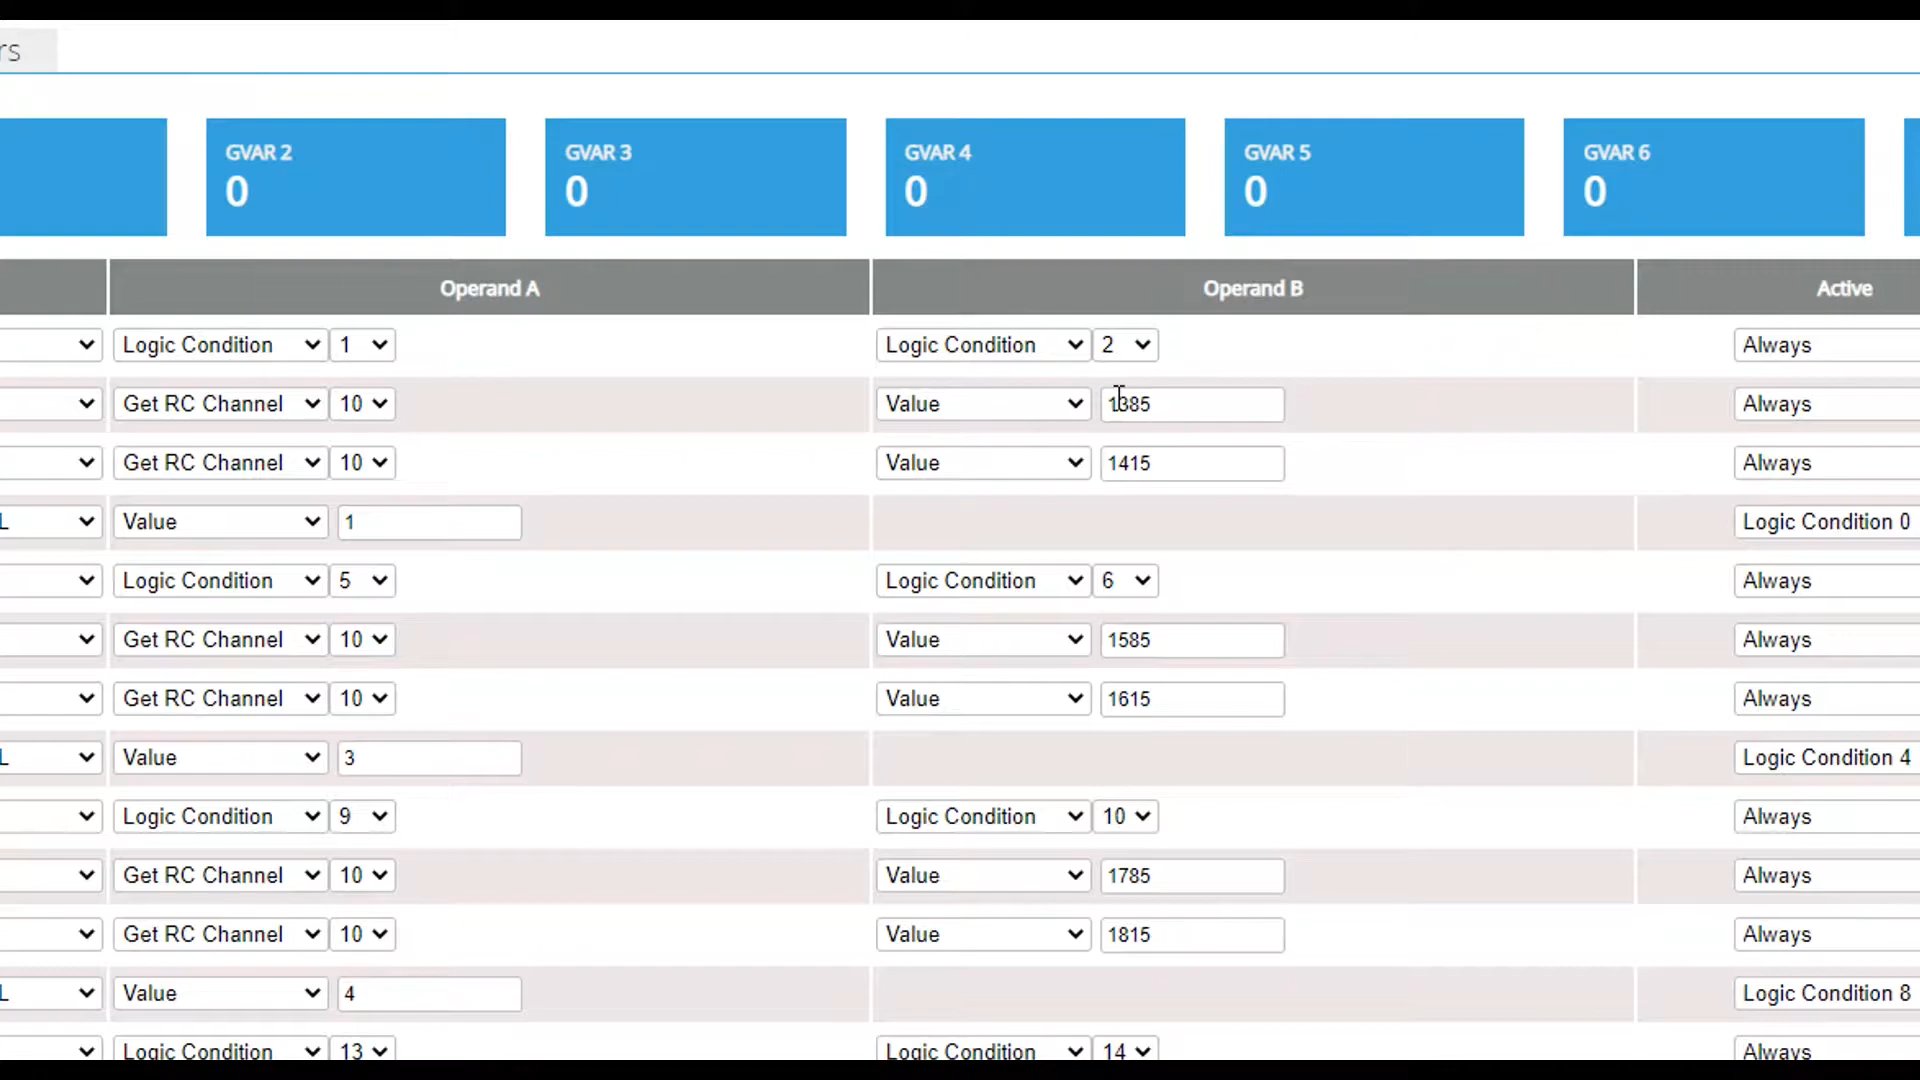 rs
GVAR 2 GVAR 3 GVAR 4 GVAR 5 GVAR 6
0 0 0 0 0
Operand A Operand B Active
Logic Condition 1 Logic Condition 2 Always
Get RC Channel 10 Value 1385 Always
Get RC Channel 10 Value 1415 Always
L Value 1 Logic Condition 0
Logic Condition 5 Logic Condition 6 Always
Get RC Channel 10 Value 1585 Always
Get RC Channel 10 Value 1615 Always
L Value 3 Logic Condition 4
Logic Condition 9 Logic Condition 10 Always
Get RC Channel 10 Value 1785 Always
Get RC Channel 10 Value 1815 Always
L Value 4 Logic Condition 8
Logic Condition 13 Logic Condition 14 Always